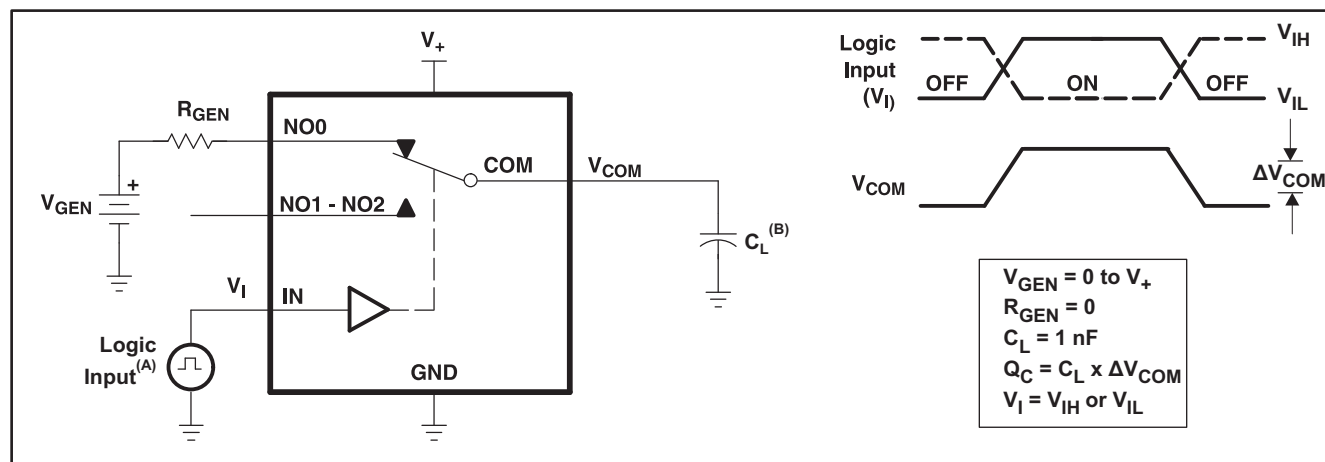 V+
RGEN
NO0
COM
VCOM
VGEN
+
NO1 - NO2
CL(B)
VI
IN
Logic
Input(A)
GND
Logic
Input
(VI)
OFF
ON
OFF
VIH
VIL
VCOM
ΔVCOM
VGEN = 0 to V+
RGEN = 0
CL = 1 nF
QC = CL x ΔVCOM
VI = VIH or VIL